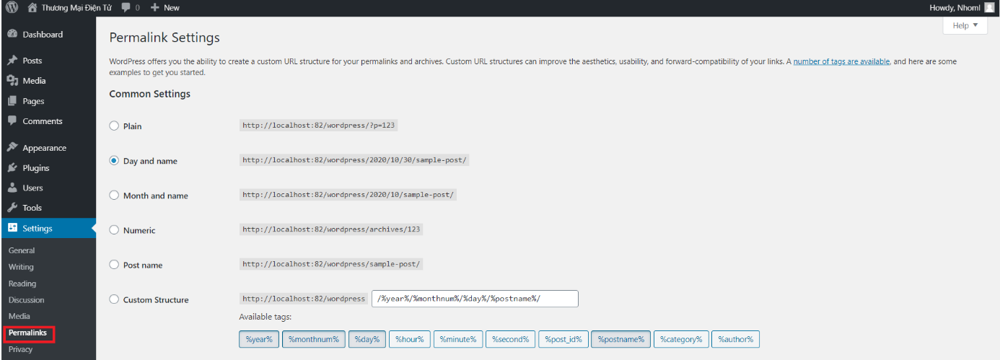 Thương Mại Điện Tử 0 + New Howdy, Nhoml
Help
Dashboard
Posts
Media
Pages
Comments
Appearance
Plugins
Users
Tools
Settings
General
Writing
Reading
Discussion
Media
Permalinks
Privacy
Permalink Settings
WordPress offers you the ability to create a custom URL structure for your permalinks and archives. Custom URL structures can improve the aesthetics, usability, and forward-compatibility of your links. A number of tags are available, and here are some
examples to get you started.
Common Settings
Plain http://localhost:82/wordpress/?p=123
Day and name http://localhost:82/wordpress/2020/10/30/sample-post/
Month and name http://localhost:82/wordpress/2020/10/sample-post/
Numeric http://localhost:82/wordpress/archives/123
Post name http://localhost:82/wordpress/sample-post/
Custom Structure http://localhost:82/wordpress /%year%/%monthnum%/%day%/%postname%/
Available tags:
%year% %monthnum% %day% %hour% %minute% %second% %post_id% %postname% %category% %author%